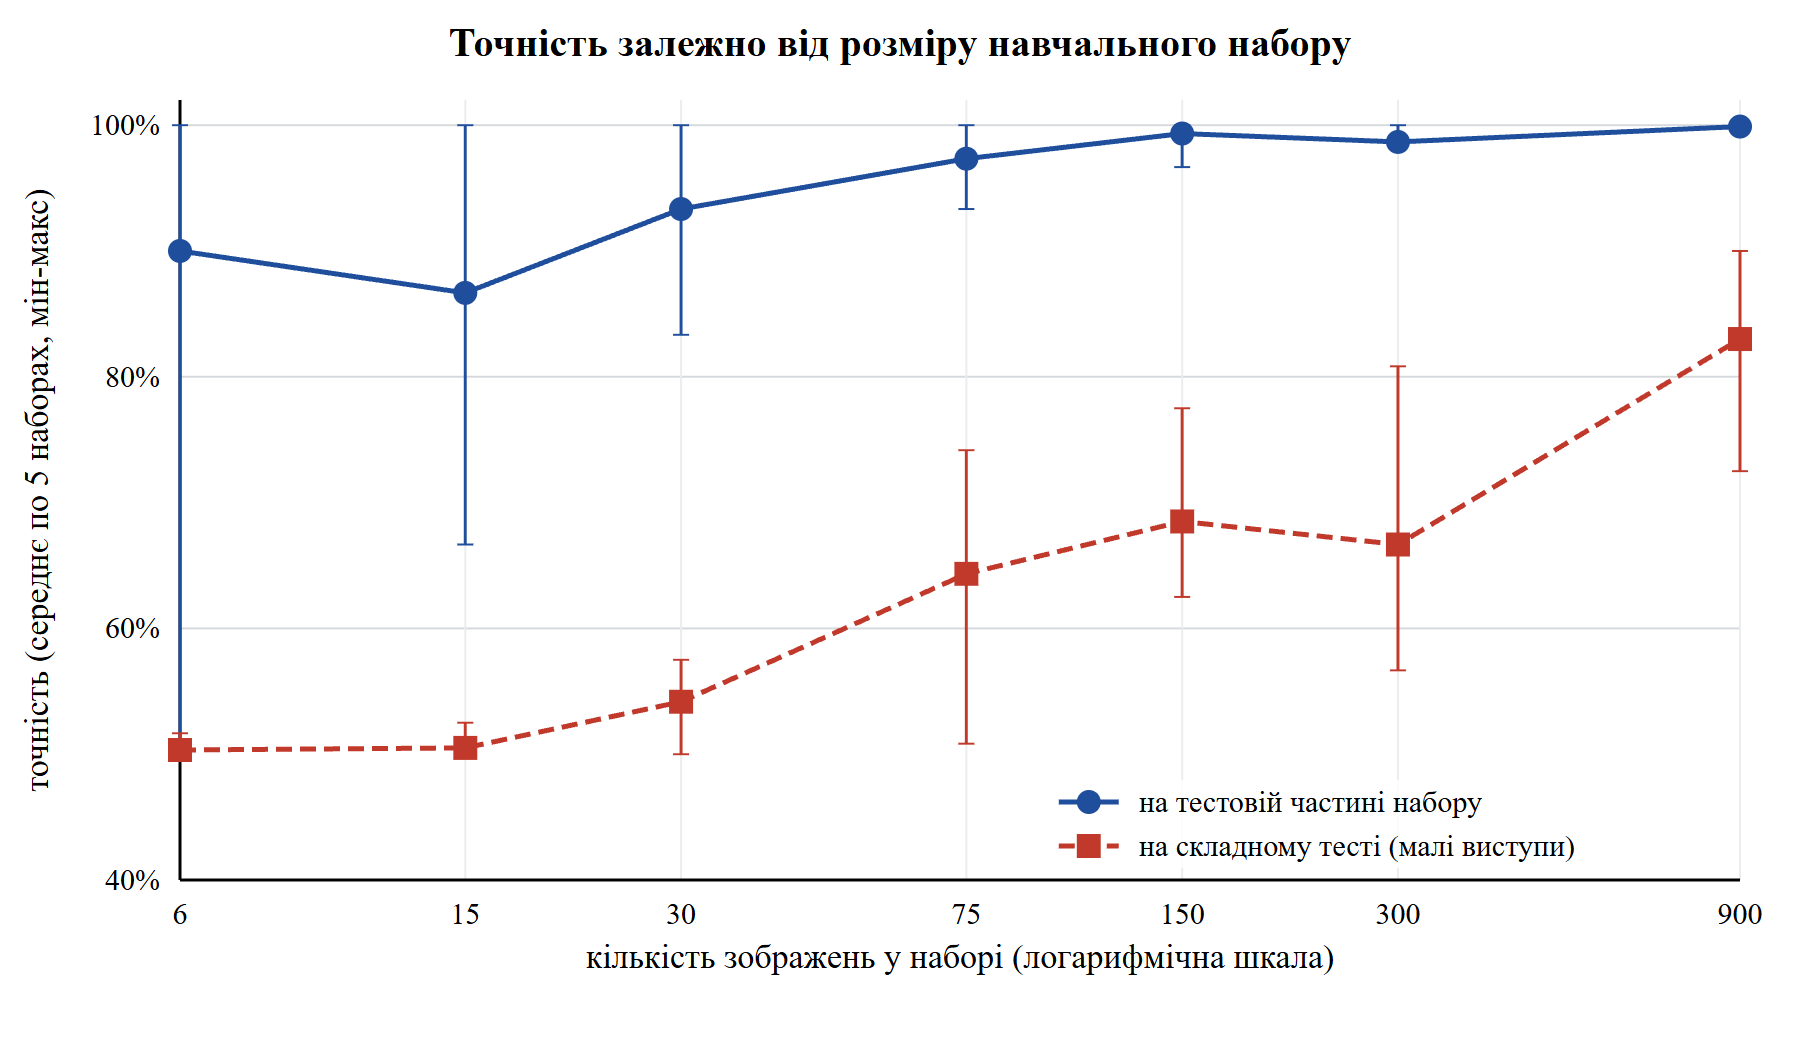 Точність залежно від розміру навчального набору
точність (середнє по 5 наборах, мін-макс)
100%
80%
60%
40%
на тестовій частині набору
на складному тесті (малі виступи)
6 15 30 75 150 300 900
кількість зображень у наборі (логарифмічна шкала)